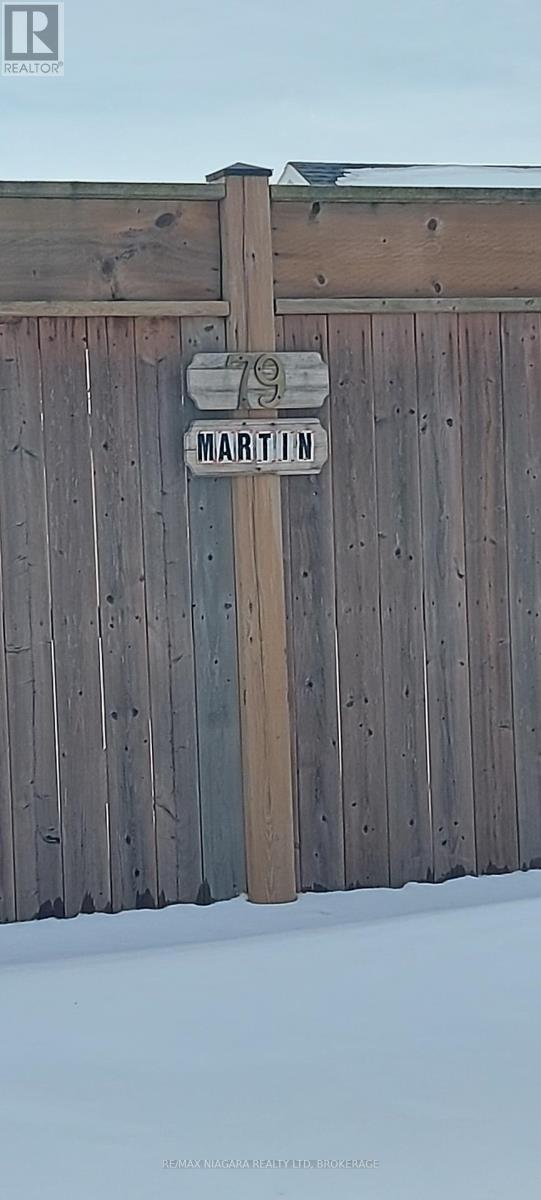 R
REALTOR®
79
MARTIN
RE/MAX NIAGARA REALTY LTD, BROKERAGE